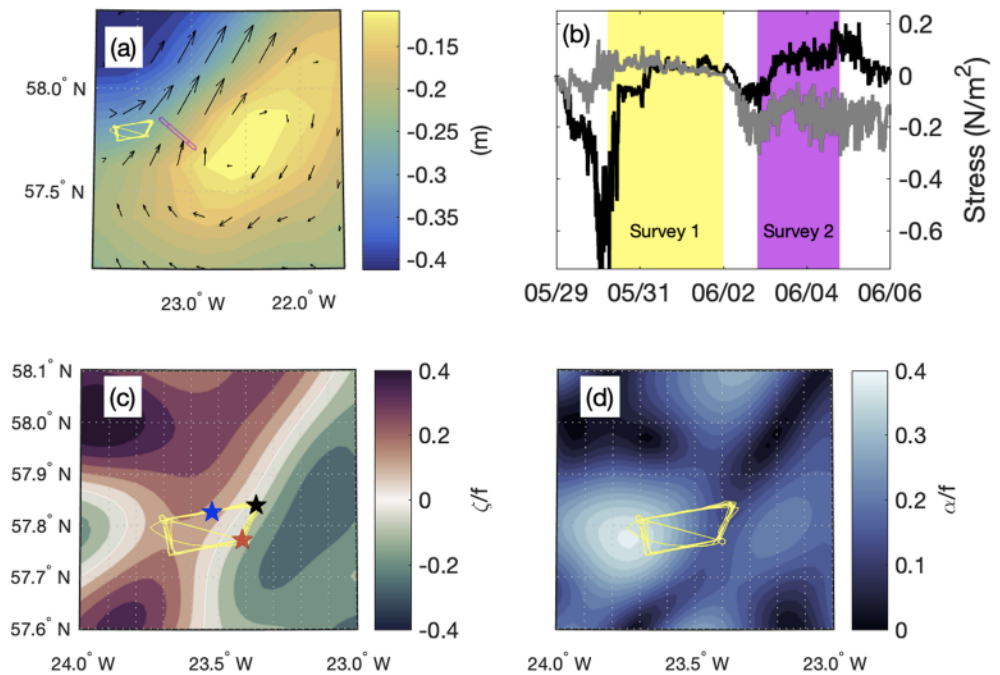 (a)
58.0° N
57.5° N
23.0° W
22.0° W
-0.15
-0.2
-0.25
-0.3
-0.35
-0.4
(m)
(b)
Survey 1
Survey 2
0.2
0
-0.2
-0.4
-0.6
Stress (N/m²)
05/29
05/31
06/02
06/04
06/06
(c)
58.1° N
58.0° N
57.9° N
57.8° N
57.7° N
57.6° N
24.0° W
23.5° W
23.0° W
0.4
0.2
0
-0.2
-0.4
ζ/f
(d)
24.0° W
23.5° W
23.0° W
0.4
0.3
0.2
0.1
0
α/f